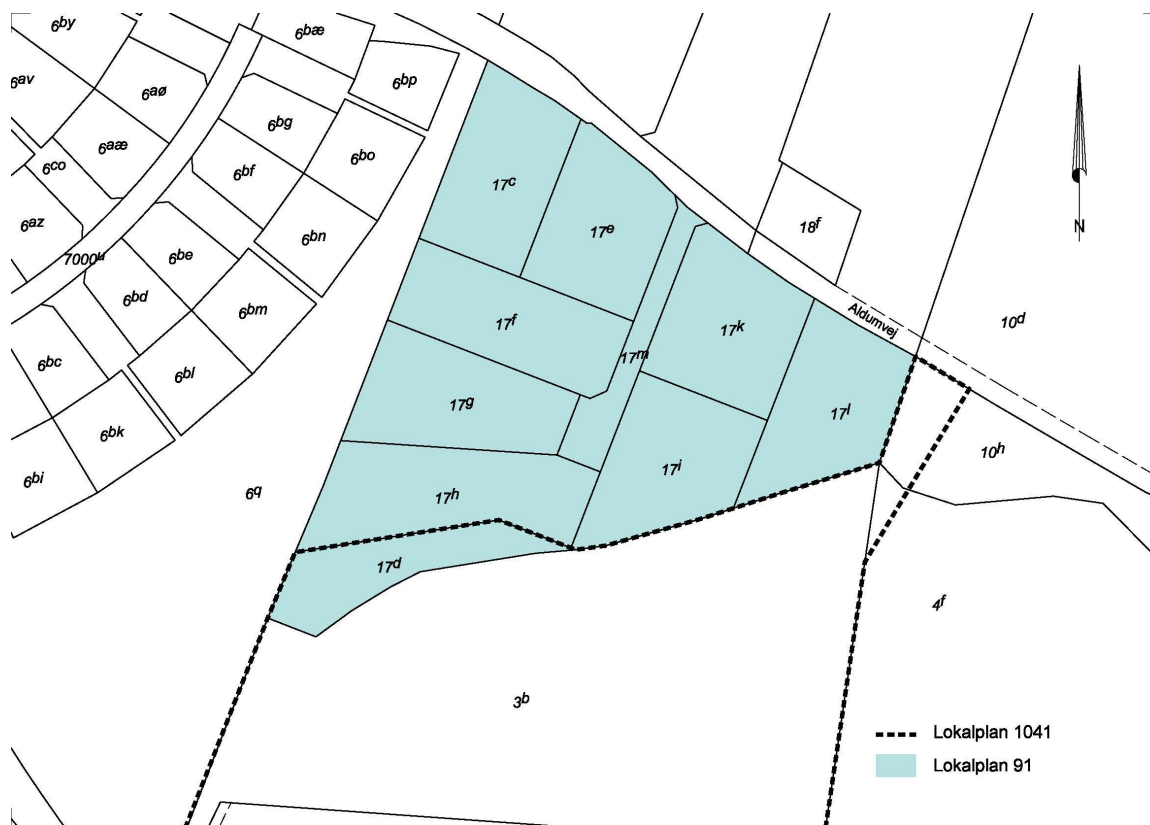 6by
6bæ
6av
6aø
6bp
6bg
6aæ
6bo
6co
6bf
17c
6az
17e
18f
6bn
7000u
6be
6bd
6bm
17f
17k
Aldumvej
10d
17m
6bc
6bl
17g
17l
6bk
6bi
17i
10h
6q
17h
17d
4f
3b
N
Lokalplan 1041
Lokalplan 91